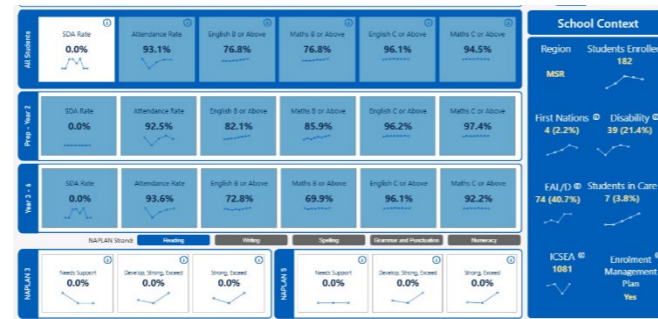 All Students
SDA Rate
0.0%
Attendance Rate
93.1%
English B or Above
76.8%
Maths B or Above
76.8%
English C or Above
96.1%
Maths C or Above
94.5%
Prep - Year 2
SDA Rate
0.0%
Attendance Rate
92.5%
English B or Above
82.1%
Maths B or Above
85.9%
English C or Above
96.2%
Maths C or Above
97.4%
Year 3 - 6
SDA Rate
0.0%
Attendance Rate
93.6%
English B or Above
72.8%
Maths B or Above
69.9%
English C or Above
96.1%
Maths C or Above
92.2%
NAPLAN Strand:
Reading
Writing
Spelling
Grammar and Punctuation
Numeracy
NAPLAN 3
Needs Support
0.0%
Develop, Strong, Exceed
0.0%
Strong, Exceed
0.0%
NAPLAN 5
Needs Support
0.0%
Develop, Strong, Exceed
0.0%
Strong, Exceed
0.0%
School Context
Region
MSR
Students Enrolled
182
First Nations
4 (2.2%)
Disability
39 (21.4%)
EAL/D
74 (40.7%)
Students in Care
7 (3.8%)
ICSEA
1081
Enrolment
Management
Plan
Yes